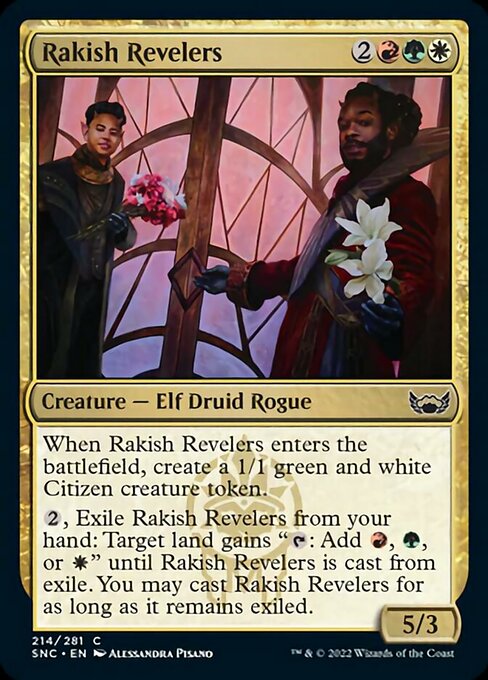 Rakish Revelers 2
Creature — Elf Druid Rogue
When Rakish Revelers enters the
battlefield, create a 1/1 green and white
Citizen creature token.
2, Exile Rakish Revelers from your
hand: Target land gains “: Add , ,
or ” until Rakish Revelers is cast from
exile. You may cast Rakish Revelers for
as long as it remains exiled.
5/3
214/281 C
SNC • EN Alessandra Pisano
™ & © 2022 Wizards of the Coast